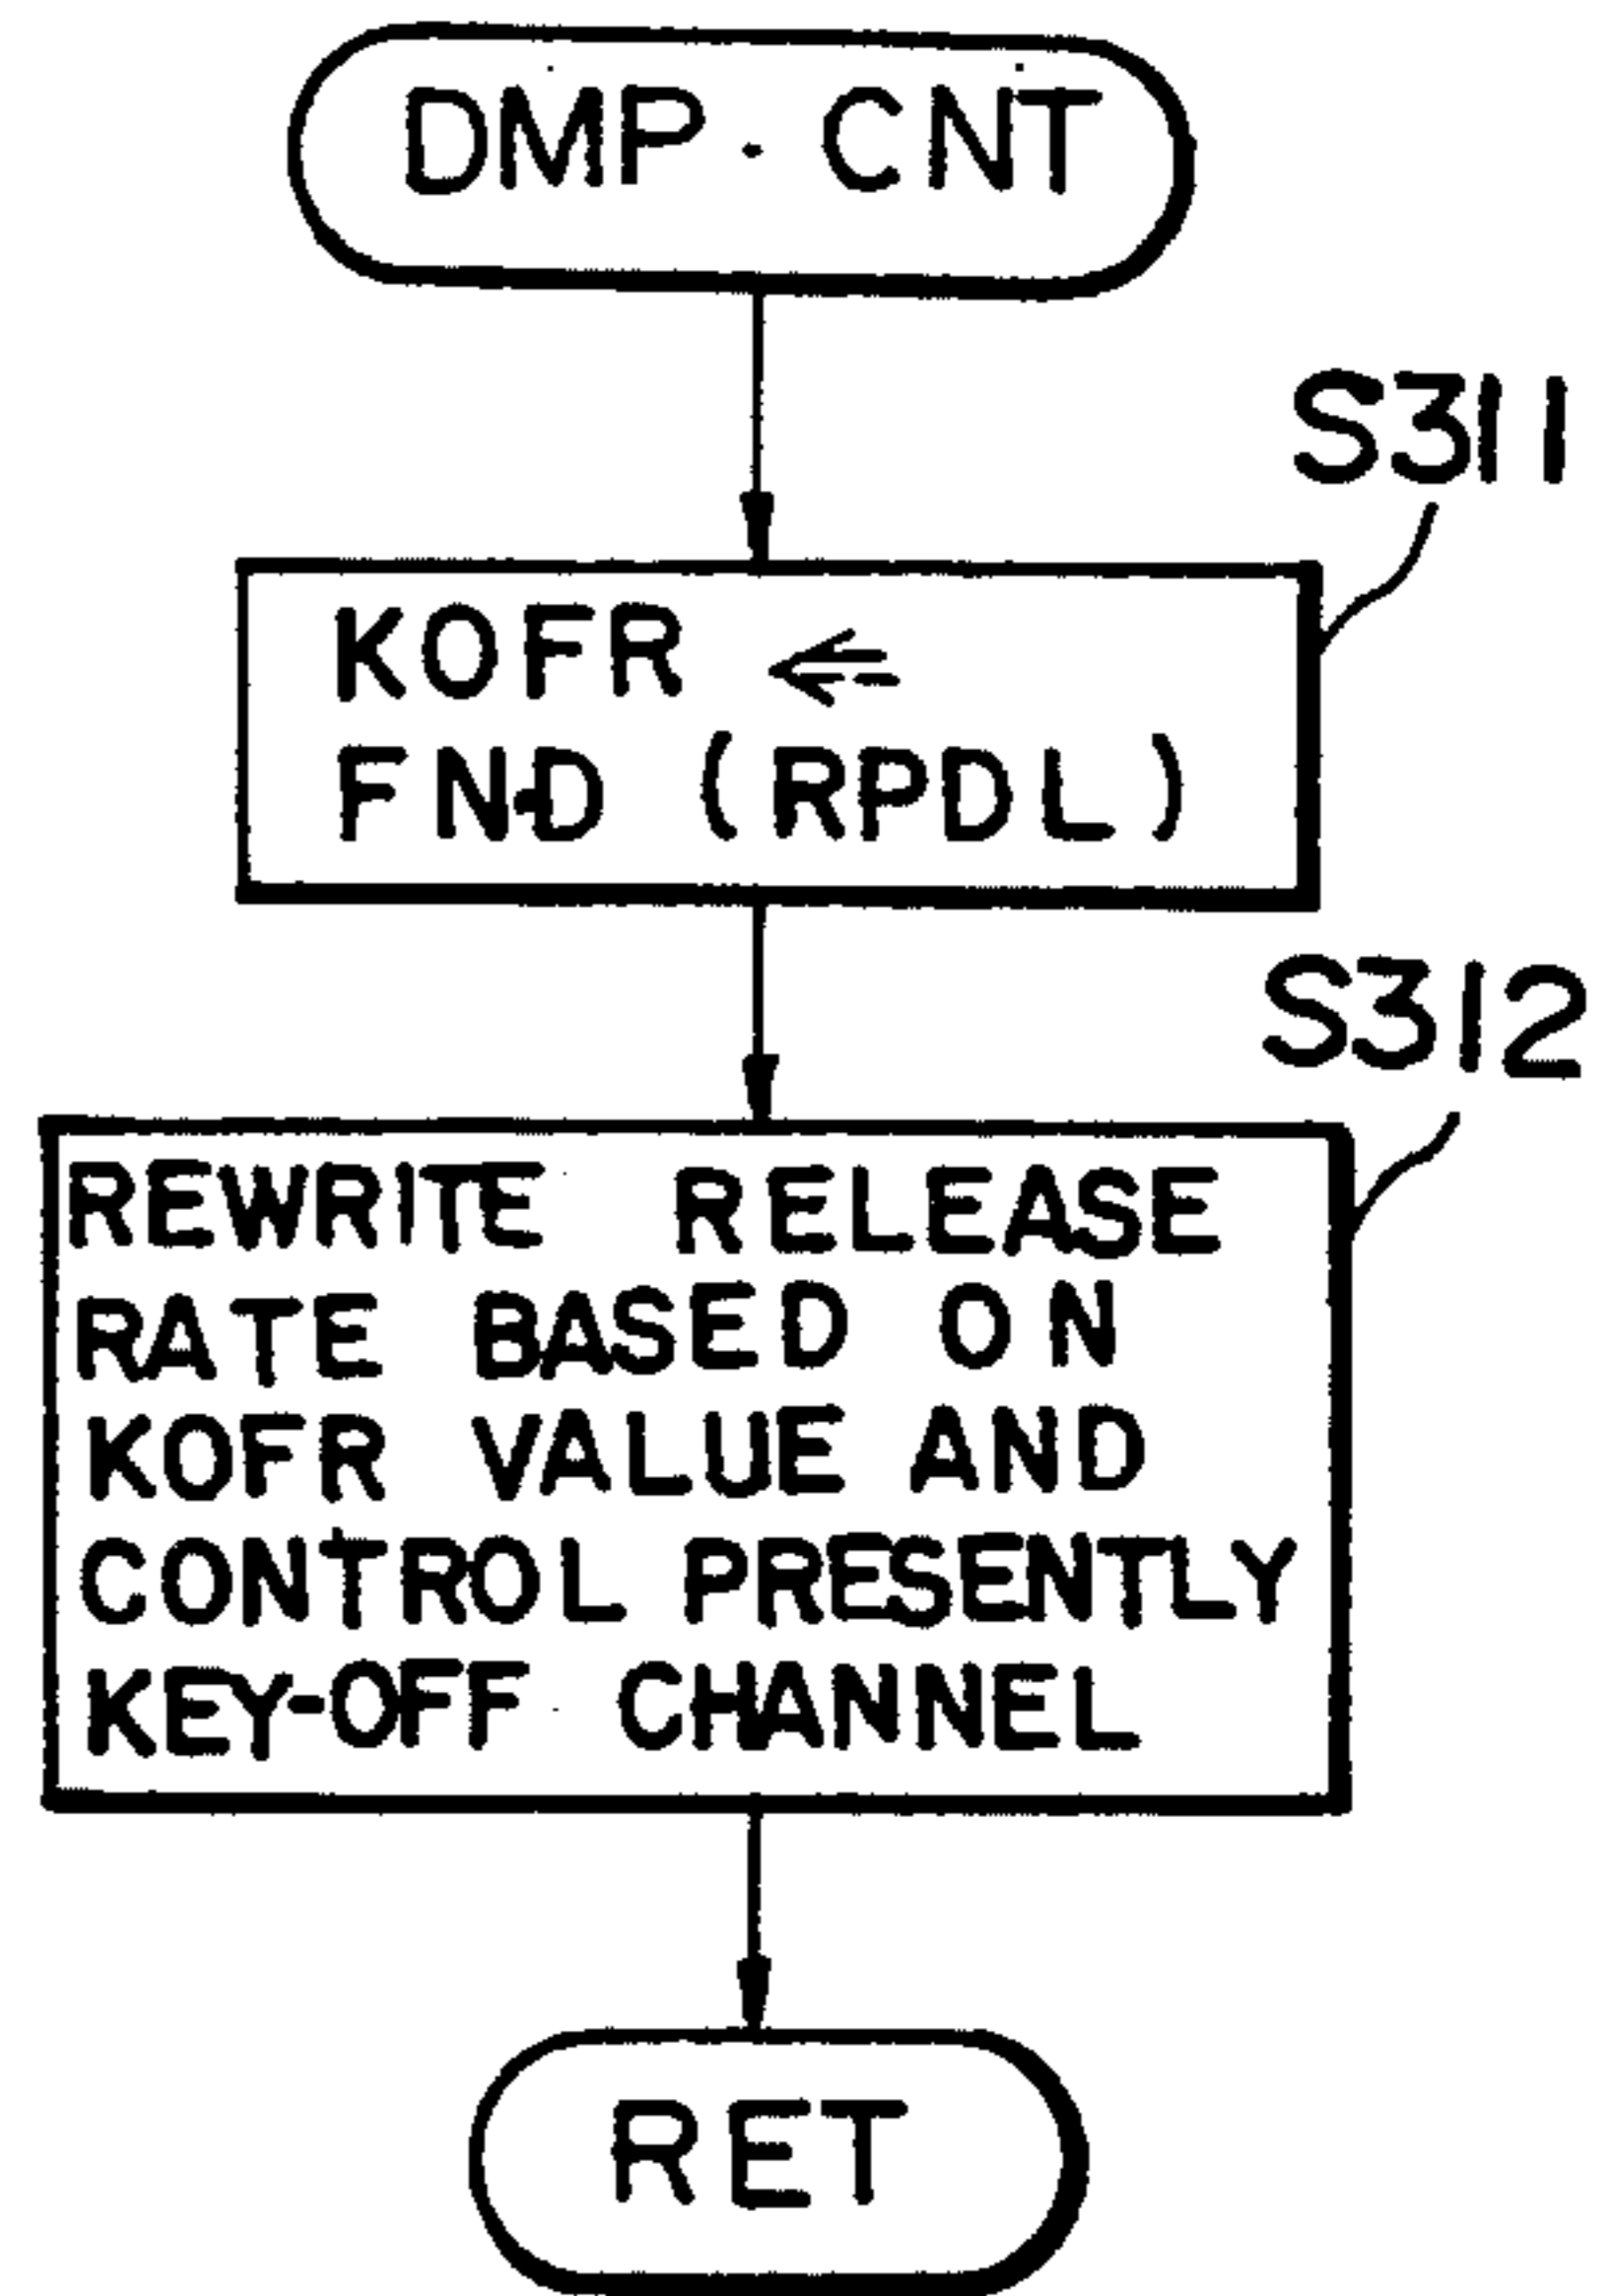 DMP · CNT
S311
KOFR ⇐
FND (RPDL)
S312
REWRITE RELEASE
RATE BASED ON
KOFR VALUE AND
CONTROL PRESENTLY
KEY-OFF CHANNEL
RET